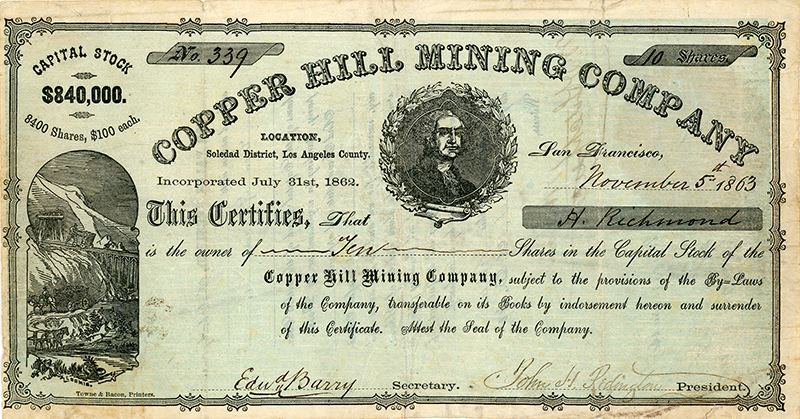 CAPITAL STOCK
$840,000.
8400 Shares, $100 each.
No. 339
COPPER HILL MINING COMPANY
10 Shares
LOCATION,
Soledad District, Los Angeles County.
Incorporated July 31st, 1862.
San Francisco,
November 5th 1863
This Certifies, That
A. Richmond
is the owner of Ten Shares in the Capital Stock of the
Copper Hill Mining Company, subject to the provisions of the By=Laws
of the Company, transferable on its Books by indorsement hereon and surrender
of this Certificate. Attest the Seal of the Company.
Edwd Barry Secretary. John H. Redington President.
Towne & Bacon, Printers.